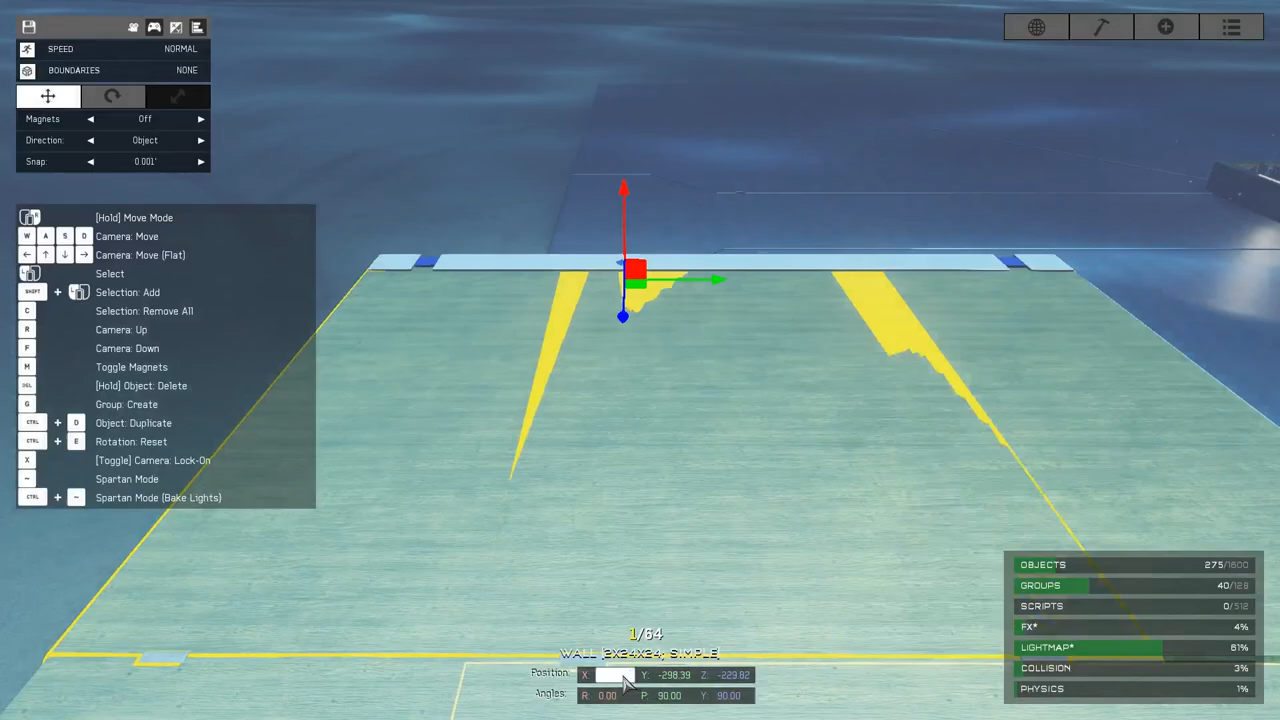 SPEED NORMAL
BOUNDARIES NONE
Magnets Off
Direction: Object
Snap: 0.001'
[Hold] Move Mode
W A S D Camera: Move
← ↑ ↓ → Camera: Move (Flat)
Select
SHIFT + Selection: Add
C Selection: Remove All
R Camera: Up
F Camera: Down
M Toggle Magnets
DEL [Hold] Object: Delete
G Group: Create
CTRL + D Object: Duplicate
CTRL + E Rotation: Reset
X [Toggle] Camera: Lock-On
~ Spartan Mode
CTRL + ~ Spartan Mode (Bake Lights)
OBJECTS 275/1600
GROUPS 40/128
SCRIPTS 0/512
FX* 4%
LIGHTMAP* 61%
COLLISION 3%
PHYSICS 1%
1/64
WALL [2X24X24; SIMPLE]
Position: X: Y: -298.39 Z: -229.82
Angles: R: 0.00 P: 90.00 Y: 90.00